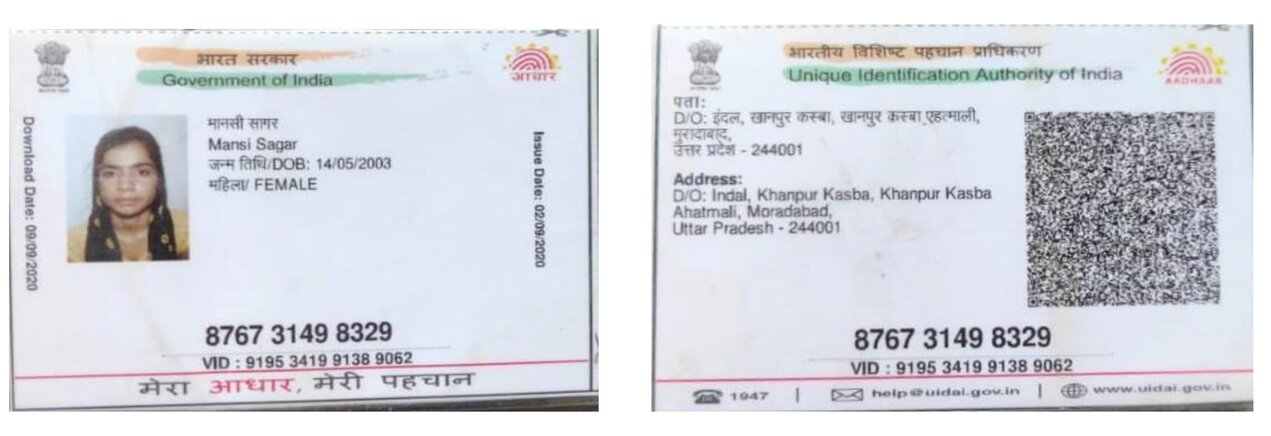 भारत सरकार
Government of India
आधार
Download Date: 09/09/2020
मानसी सागर
Mansi Sagar
जन्म तिथि/DOB: 14/05/2003
महिला/ FEMALE
Issue Date: 02/09/2020
8767 3149 8329
VID : 9195 3419 9138 9062
मेरा आधार, मेरी पहचान
भारतीय विशिष्ट पहचान प्राधिकरण
Unique Identification Authority of India
AADHAAR
पता:
D/O: इंदल, खानपुर कस्बा, खानपुर कस्बा एहत्माली,
मुरादाबाद,
उत्तर प्रदेश - 244001
Address:
D/O: Indal, Khanpur Kasba, Khanpur Kasba
Ahatmali, Moradabad,
Uttar Pradesh - 244001
8767 3149 8329
VID : 9195 3419 9138 9062
1947 | help@uidai.gov.in | www.uidai.gov.in